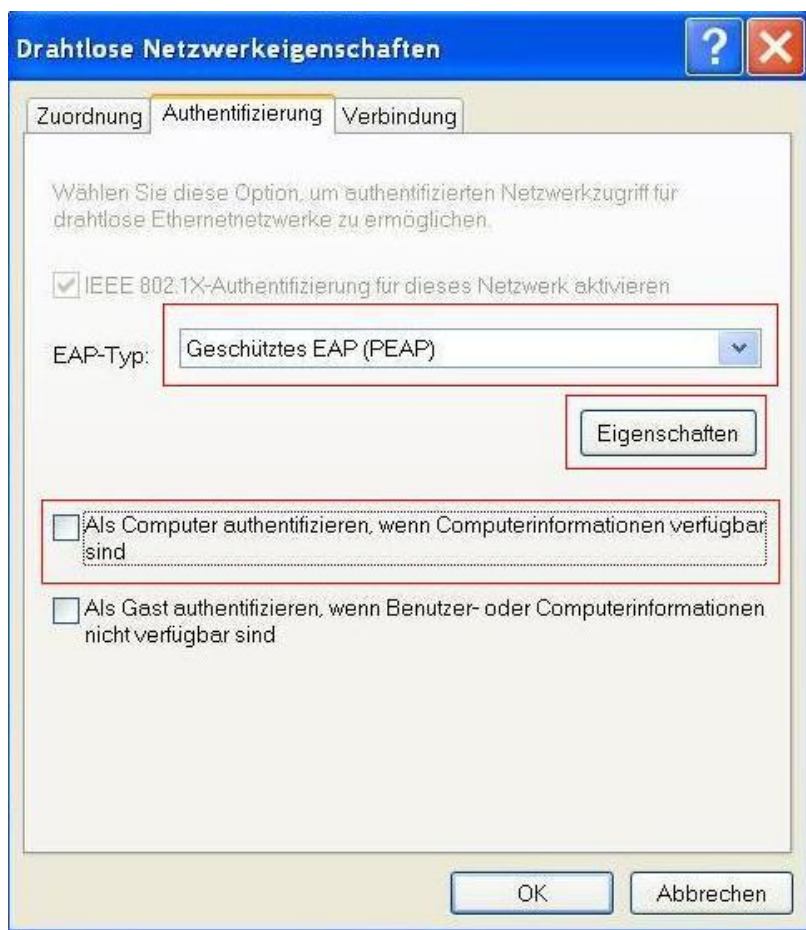 Drahtlose Netzwerkeigenschaften
?
Zuordnung Authentifizierung Verbindung
Wählen Sie diese Option, um authentifizierten Netzwerkzugriff für
drahtlose Ethernetnetzwerke zu ermöglichen.
IEEE 802.1X-Authentifizierung für dieses Netzwerk aktivieren
EAP-Typ: Geschütztes EAP (PEAP)
Eigenschaften
Als Computer authentifizieren, wenn Computerinformationen verfügbar
sind
Als Gast authentifizieren, wenn Benutzer- oder Computerinformationen
nicht verfügbar sind
OK Abbrechen